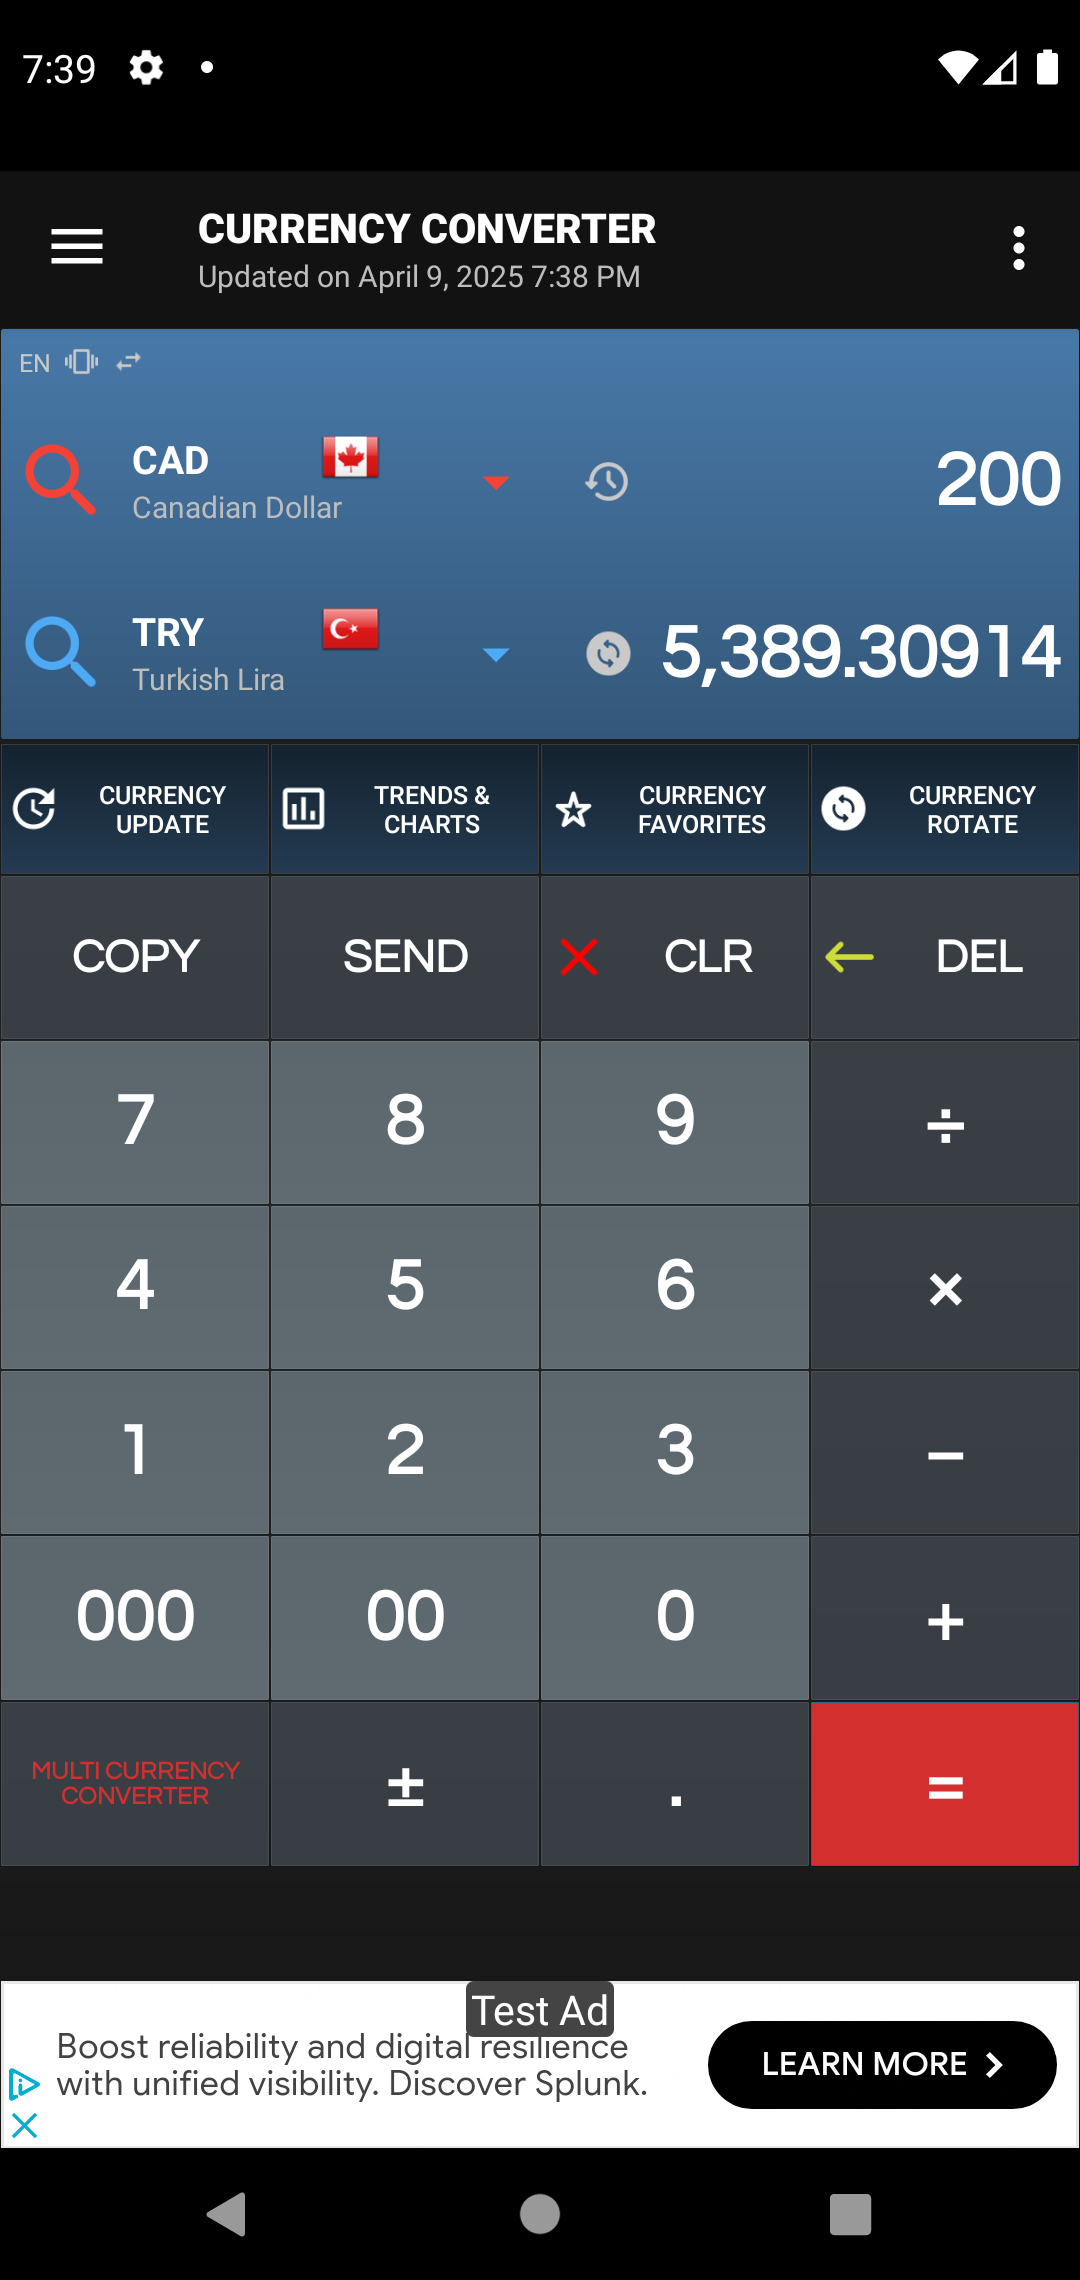 7:39
CURRENCY CONVERTER
Updated on April 9, 2025 7:38 PM
EN
CAD
Canadian Dollar
200
TRY
Turkish Lira
5,389.30914
CURRENCY
UPDATE
TRENDS &
CHARTS
CURRENCY
FAVORITES
CURRENCY
ROTATE
COPY
SEND
CLR
DEL
7
8
9
÷
4
5
6
×
1
2
3
−
000
00
0
+
MULTI CURRENCY
CONVERTER
±
.
=
Test Ad
Boost reliability and digital resilience
with unified visibility. Discover Splunk.
LEARN MORE